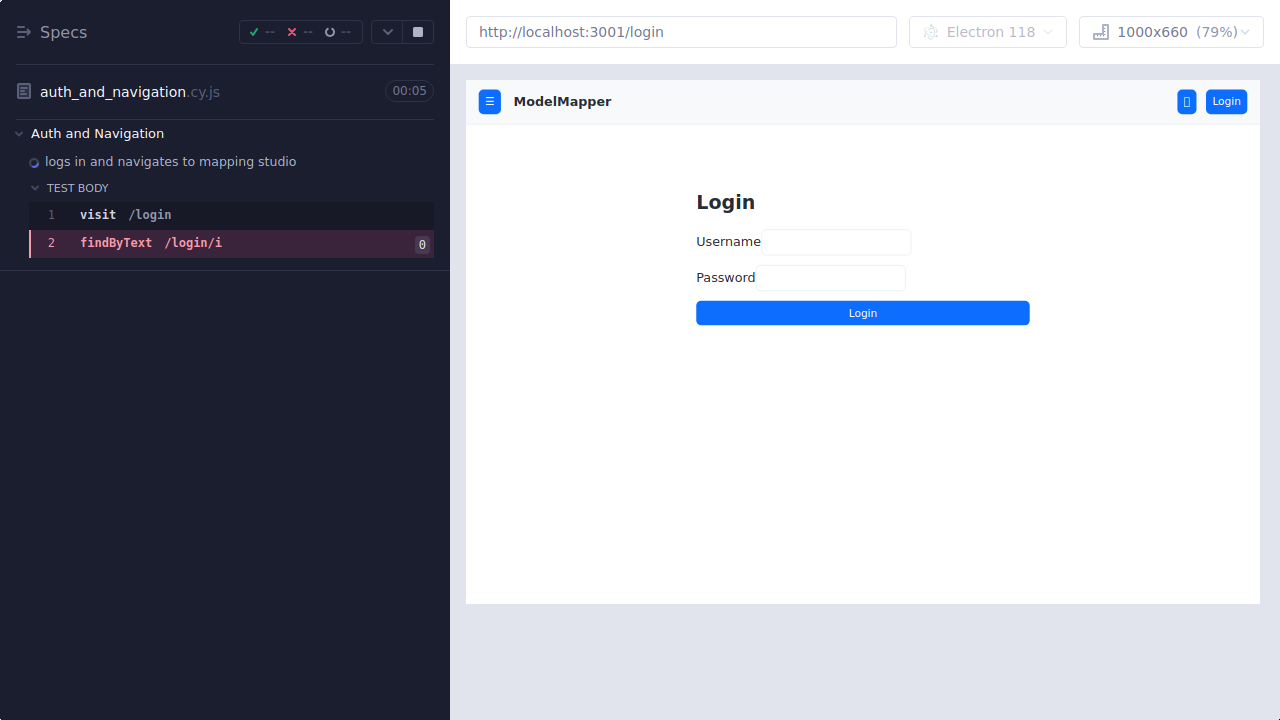 Specs
-- -- --
auth_and_navigation.cy.js 00:05
Auth and Navigation
logs in and navigates to mapping studio
TEST BODY
1 visit /login
2 findByText /login/i 0
http://localhost:3001/login
Electron 118
1000x660 (79%)
☰ ModelMapper
Login
Login
Username
Password
Login